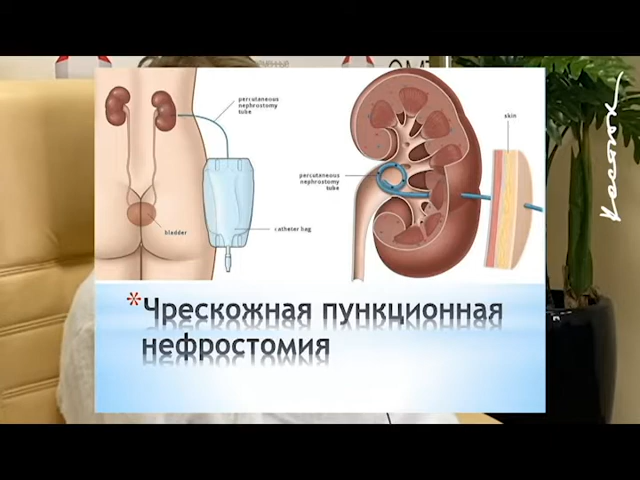 percutaneous
nephrostomy
tube
bladder
catheter bag
percutaneous
nephrostomy
tube
skin
*Чрескожная пункционная
нефростомия